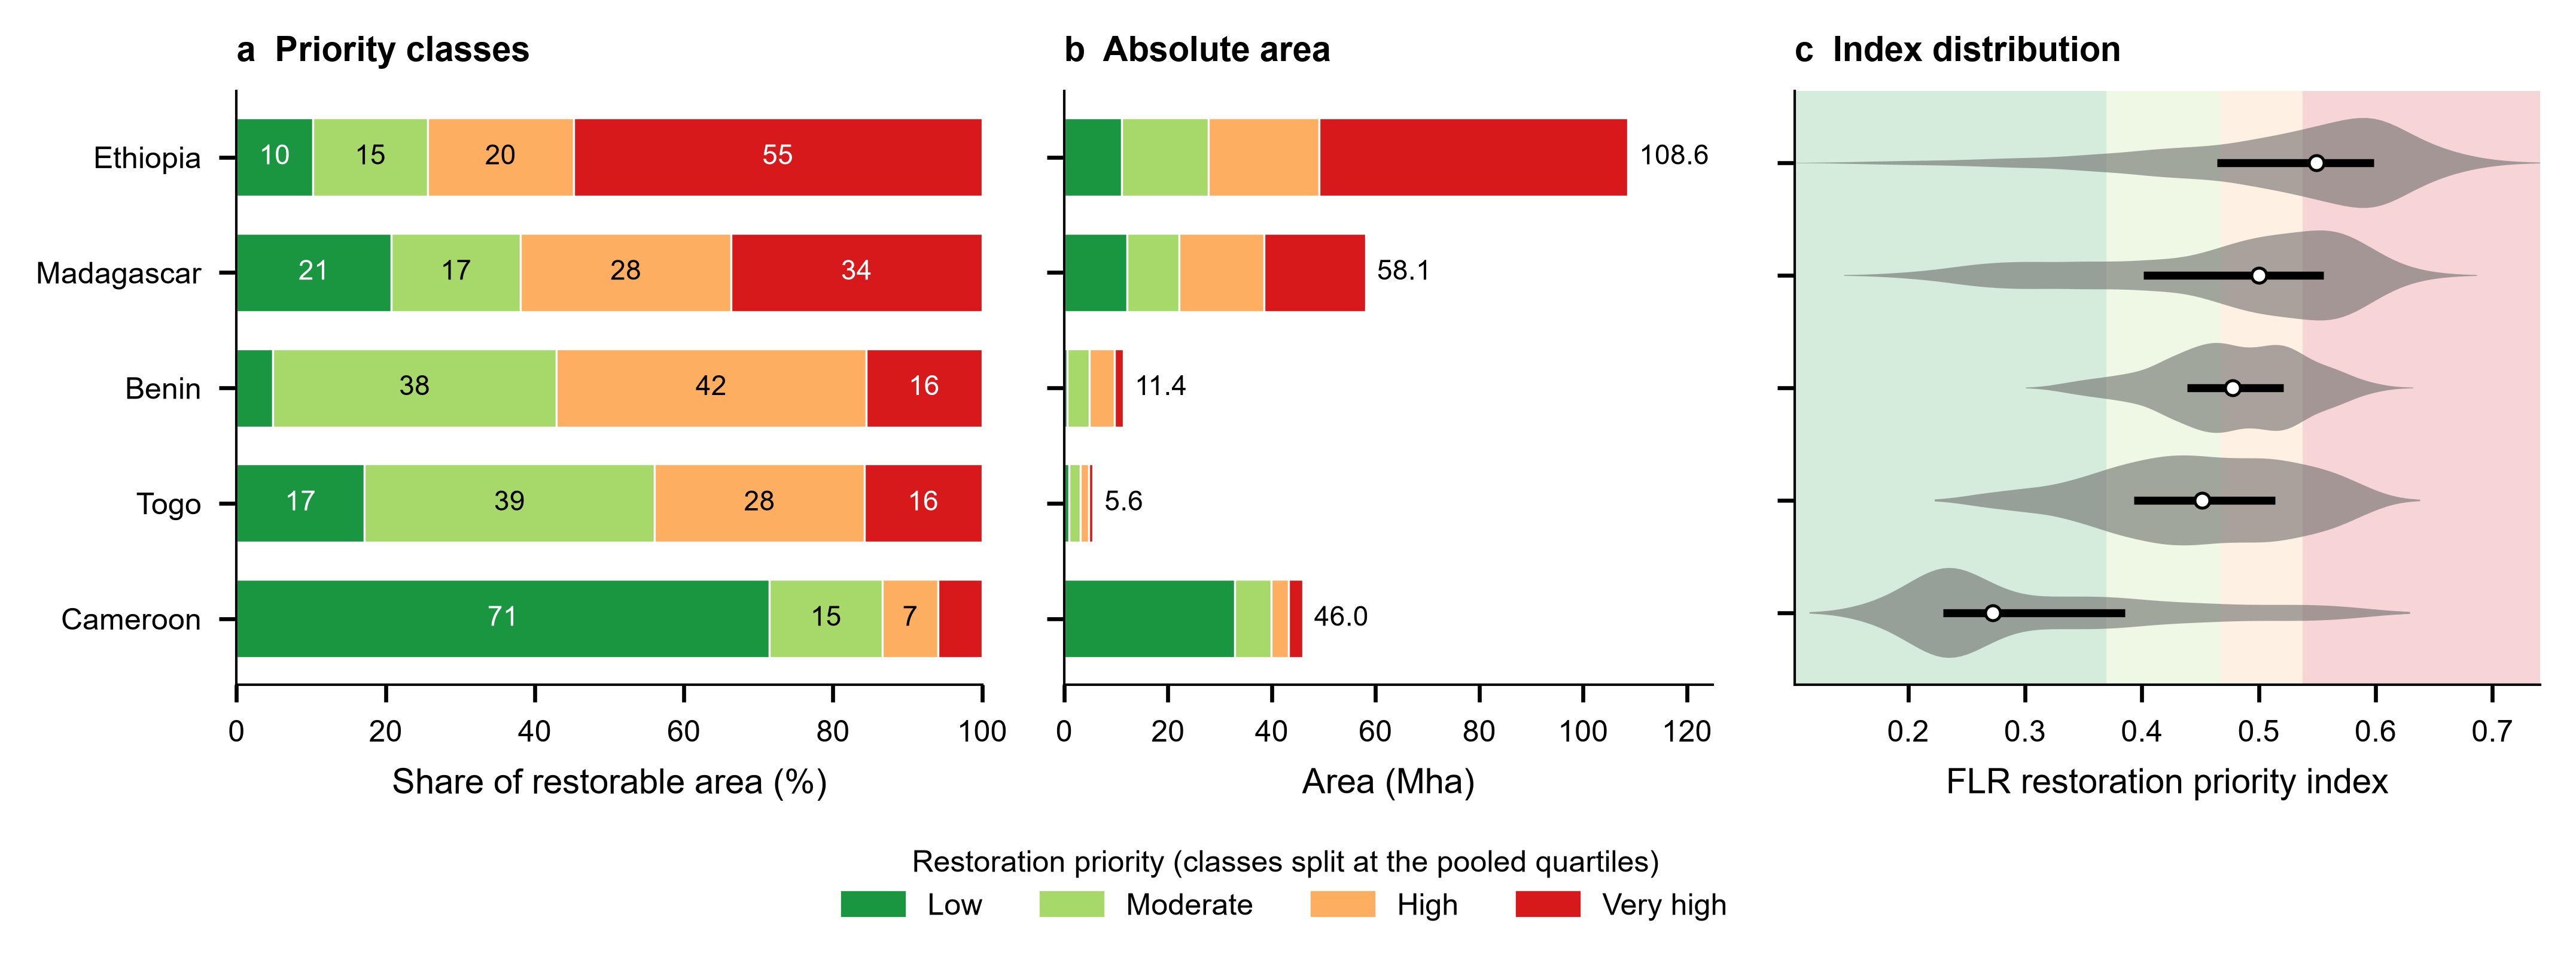 a Priority classes
Ethiopia
10 15 20 55
Madagascar
21 17 28 34
Benin
38 42 16
Togo
17 39 28 16
Cameroon
71 15 7
0 20 40 60 80 100
Share of restorable area (%)
b Absolute area
108.6
58.1
11.4
5.6
46.0
0 20 40 60 80 100 120
Area (Mha)
c Index distribution
0.2 0.3 0.4 0.5 0.6 0.7
FLR restoration priority index
Restoration priority (classes split at the pooled quartiles)
Low Moderate High Very high